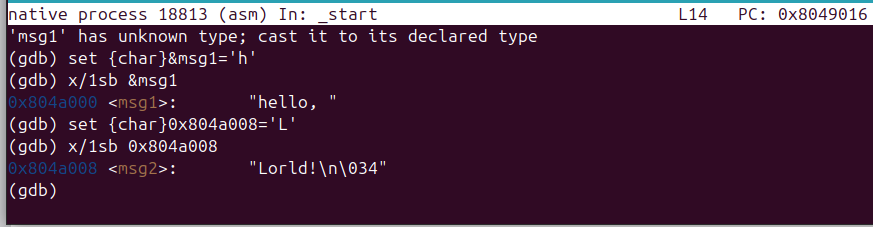 native process 18813 (asm) In: _start L14 PC: 0x8049016
'msg1' has unknown type; cast it to its declared type
(gdb) set {char}&msg1='h'
(gdb) x/1sb &msg1
0x804a000 <msg1>: "hello, "
(gdb) set {char}0x804a008='L'
(gdb) x/1sb 0x804a008
0x804a008 <msg2>: "Lorld!\n\034"
(gdb)